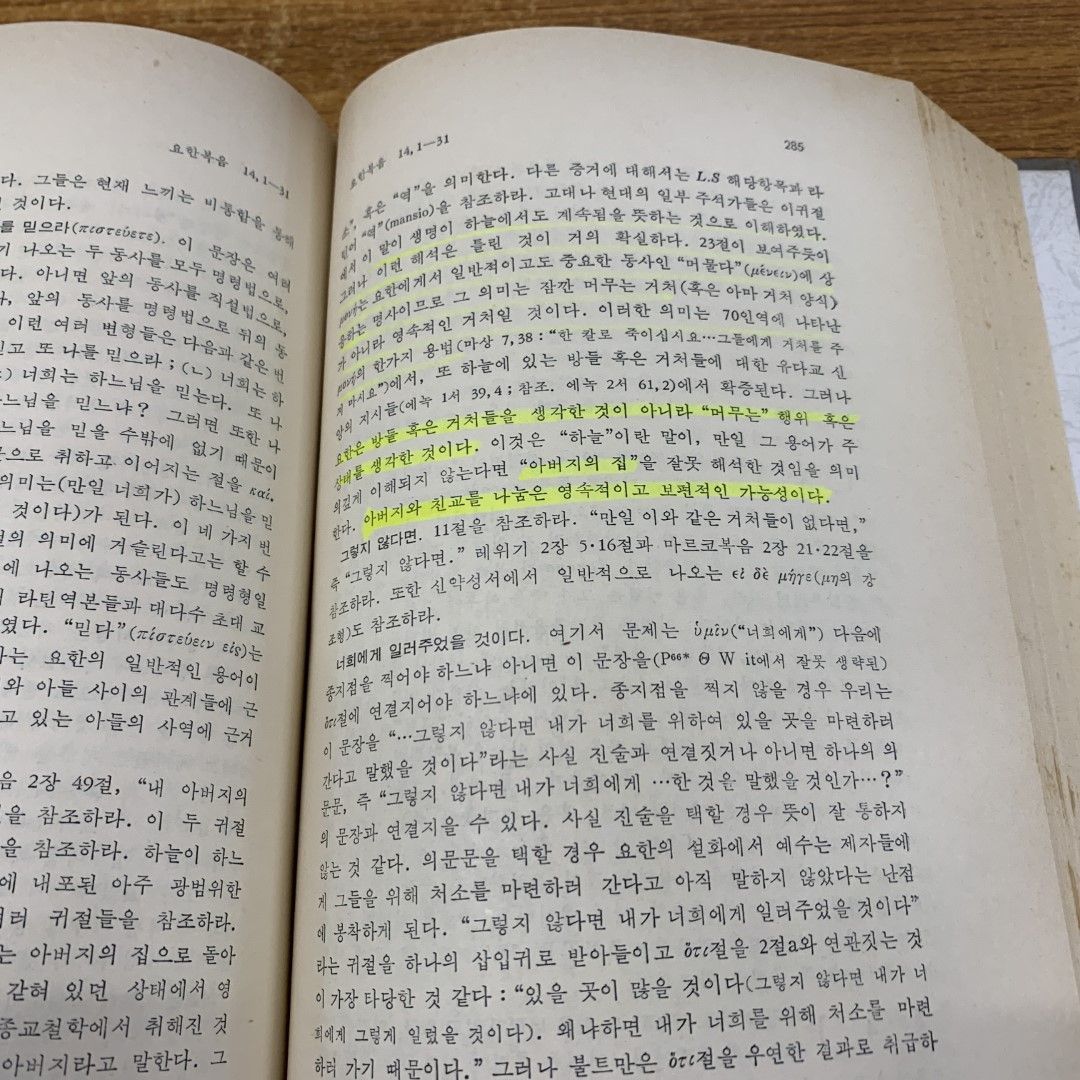 요한복음 14, 1—31
다. 그들은 현재 느끼는 비통함을 통해
것이다.
를 믿으라(πιστεύετε). 이 문장은 여러
기 나오는 두 동사를 모두 명령법으로,
다. 아니면 앞의 동사를 직설법으로,
, 앞의 동사를 명령법으로 뒤의 동
이런 여러 변형들은 다음과 같은 번
믿고 또 나를 믿으라 ; (ㄴ) 너희는 하
) 너희는 하느님을 믿는다. 또 나
느님을 믿느냐? 그러면 또한 나
느님을 믿을 수밖에 없기 때문이
으로 취하고 이어지는 절을 καί,
의미는(만일 너희가) 하느님을 믿
것이다)가 된다. 이 네 가지 번
의 의미에 거슬린다고는 할 수
에 나오는 동사들도 명령형일
라틴역본들과 대다수 초대 교
였다. “믿다”(πίστεύειν εἰς)는
는 요한의 일반적인 용어이
와 아들 사이의 관계들에 근
고 있는 아들의 사역에 근거
음 2장 49절, “내 아버지의
을 참조하라. 이 두 귀절
을 참조하라. 하늘이 하느
에 내포된 아주 광범위한
러 귀절들을 참조하라.
는 아버지의 집으로 돌아
갇혀 있던 상태에서 영
종교철학에서 취해진 것
아버지라고 말한다. 그
요한복음 14, 1—31 285
소,” 혹은 “역”을 의미한다. 다른 증거에 대해서는 L.S 해당항목과 라
틴어 “역”(mansio)을 참조하라. 고대나 현대의 일부 주석가들은 이귀절
에서 이 말이 생명이 하늘에서도 계속됨을 뜻하는 것으로 이해하였다.
그러나 이런 해석은 틀린 것이 거의 확실하다. 23절이 보여주듯이
는 요한에게서 일반적이고도 중요한 동사인 “머물다”(μένειν)에 상
응하는 명사이므로 그 의미는 잠깐 머무는 거처(혹은 아마 거처 양식)
가 아니라 영속적인 거처일 것이다. 이러한 의미는 70인역에 나타난
의 한가지 용법(마상 7, 38 : “한 칼로 죽이십시요…그들에게 거처를 주
지 마시요”)에서, 또 하늘에 있는 방들 혹은 거처들에 대한 유다교 신
앙의 지시들(에녹 1서 39, 4 ; 참조. 에녹 2서 61, 2)에서 확증된다. 그러나
요한은 방들 혹은 거처들을 생각한 것이 아니라 “머무는” 행위 혹은
상태를 생각한 것이다. 이것은 “하늘”이란 말이, 만일 그 용어가 주
의깊게 이해되지 않는다면 “아버지의 집”을 잘못 해석한 것임을 의미
한다. 아버지와 친교를 나눔은 영속적이고 보편적인 가능성이다.
그렇지 않다면. 11절을 참조하라. “만일 이와 같은 거처들이 없다면,”
즉 “그렇지 않다면.” 레위기 2장 5·16절과 마르코복음 2장 21·22절을
참조하라. 또한 신약성서에서 일반적으로 나오는 εἰ δὲ μήγε(μη의 강
조형)도 참조하라.
너희에게 일러주었을 것이다. 여기서 문제는 ὑμῖν(“너희에게”) 다음에
종지점을 찍어야 하느냐 아니면 이 문장을(P⁶⁶* Θ W it에서 잘못 생략된)
ὅτι절에 연결지어야 하느냐에 있다. 종지점을 찍지 않을 경우 우리는
이 문장을 “…그렇지 않다면 내가 너희를 위하여 있을 곳을 마련하러
간다고 말했을 것이다”라는 사실 진술과 연결짓거나 아니면 하나의 의
문문, 즉 “그렇지 않다면 내가 너희에게 …한 것을 말했을 것인가…?”
의 문장과 연결지을 수 있다. 사실 진술을 택할 경우 뜻이 잘 통하지
않는 것 같다. 의문문을 택할 경우 요한의 설화에서 예수는 제자들에
게 그들을 위해 처소를 마련하러 간다고 아직 말하지 않았다는 난점
에 봉착하게 된다. “그렇지 않다면 내가 너희에게 일러주었을 것이다”
라는 귀절을 하나의 삽입귀로 받아들이고 ὅτι절을 2절a와 연관짓는 것
이 가장 타당한 것 같다 : “있을 곳이 많을 것이다(그렇지 않다면 내가 너
희에게 그렇게 일렀을 것이다). 왜냐하면 내가 너희를 위해 처소를 마련
하러 가기 때문이다.” 그러나 불트만은 ὅτι절을 우연한 결과로 취급하